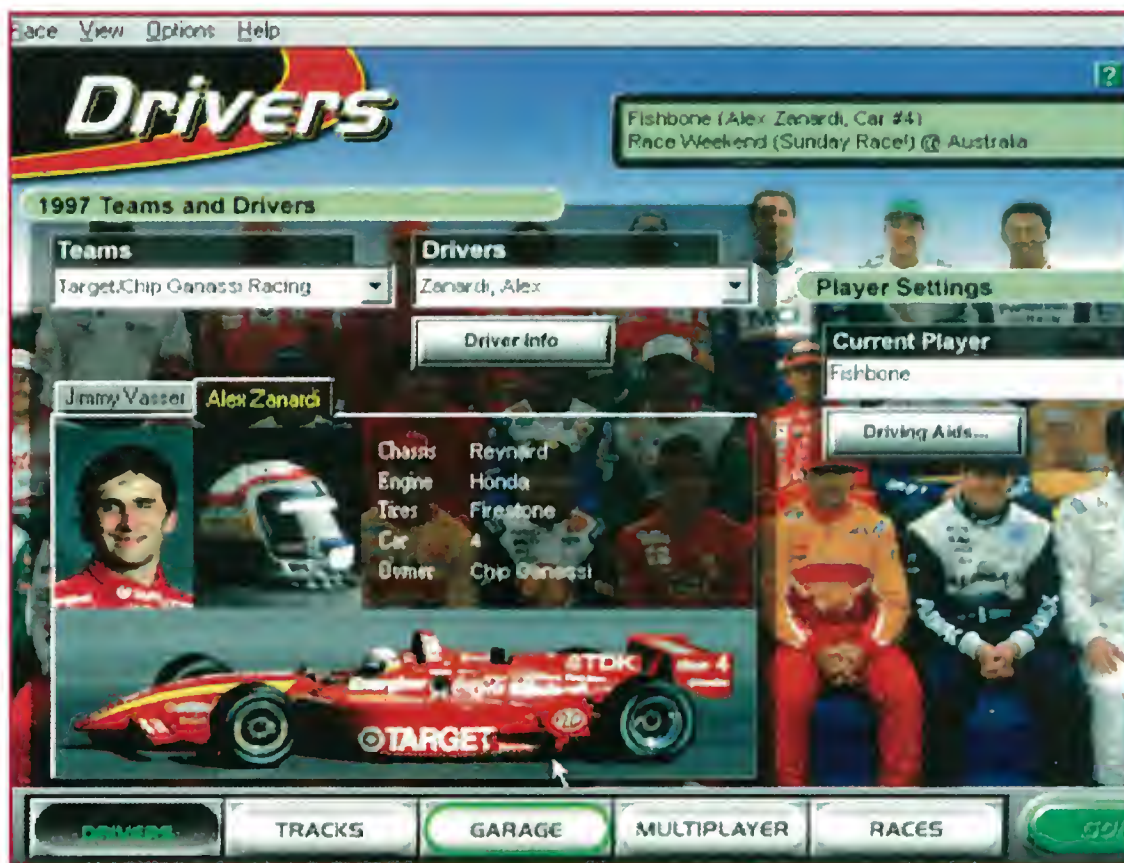 Race View Options Help
Drivers
?
Fishbone (Alex Zanardi, Car #4)
Race Weekend (Sunday Race!) @ Australia
1997 Teams and Drivers
Teams
Drivers
Target/Chip Ganassi Racing
Zanardi, Alex
Player Settings
Driver Info
Current Player
Fishbone
Jimmy Vasser
Alex Zanardi
Driving Aids...
Chassis Reynard
Engine Honda
Tires Firestone
Car 4
Owner Chip Ganassi
TDK
4
TARGET
DRIVERS
TRACKS
GARAGE
MULTIPLAYER
RACES